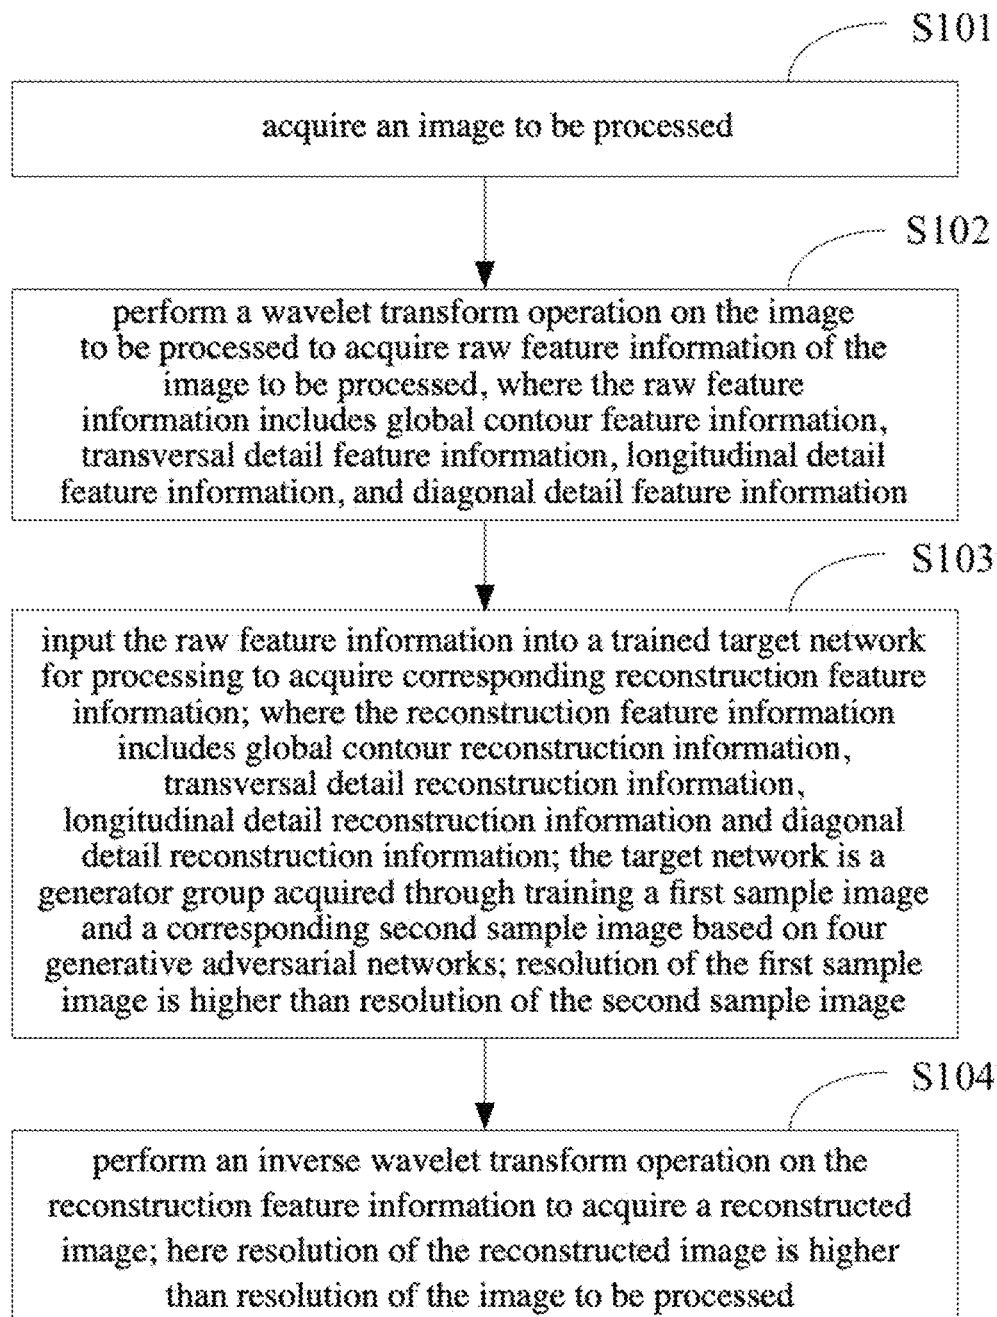 S101
acquire an image to be processed
S102
perform a wavelet transform operation on the image
to be processed to acquire raw feature information of the
image to be processed, where the raw feature
information includes global contour feature information,
transversal detail feature information, longitudinal detail
feature information, and diagonal detail feature information
S103
input the raw feature information into a trained target network
for processing to acquire corresponding reconstruction feature
information; where the reconstruction feature information
includes global contour reconstruction information,
transversal detail reconstruction information,
longitudinal detail reconstruction information and diagonal
detail reconstruction information; the target network is a
generator group acquired through training a first sample image
and a corresponding second sample image based on four
generative adversarial networks; resolution of the first sample
image is higher than resolution of the second sample image
S104
perform an inverse wavelet transform operation on the
reconstruction feature information to acquire a reconstructed
image; here resolution of the reconstructed image is higher
than resolution of the image to be processed